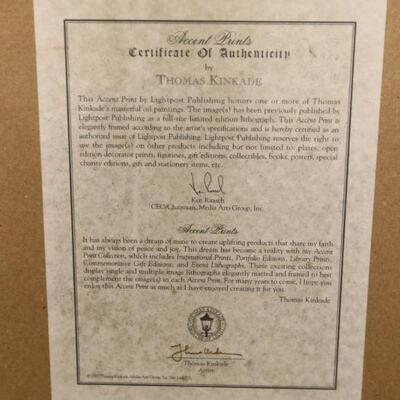 Accent Prints
Certificate Of Authenticity
by
THOMAS KINKADE
This Accent Print by Lightpost Publishing honors one or more of Thomas
Kinkade's masterful oil paintings. The image(s) has been previously published by
Lightpost Publishing as a full-size limited edition lithograph. This Accent Print is
elegantly framed according to the artist's specifications and is hereby certified as an
authorized issue of Lightpost Publishing. Lightpost Publishing reserves the right to
use the image(s) on other products including but not limited to: plates, open
edition decorator prints, figurines, gift editions, collectibles, books, posters, special
charity editions, gift and stationery items, etc.
Ken Raasch
CEO/Chairman, Media Arts Group, Inc.
Accent Prints
It has always been a dream of mine to create uplifting products that share my faith
and my vision of peace and joy. This dream has become a reality with my Accent
Print Collection, which includes Inspirational Prints, Portfolio Editions, Library Prints,
Commemorative Gift Editions, and Event Lithographs. These exciting collections
display single and multiple image lithographs elegantly matted and framed to best
complement the image(s) in each Accent Print. For many years to come, I hope you
enjoy this Accent Print as much as I have enjoyed creating it for you.
Thomas Kinkade
Thomas Kinkade
Artist
Thomas Kinkade, Media Arts Group, Inc.